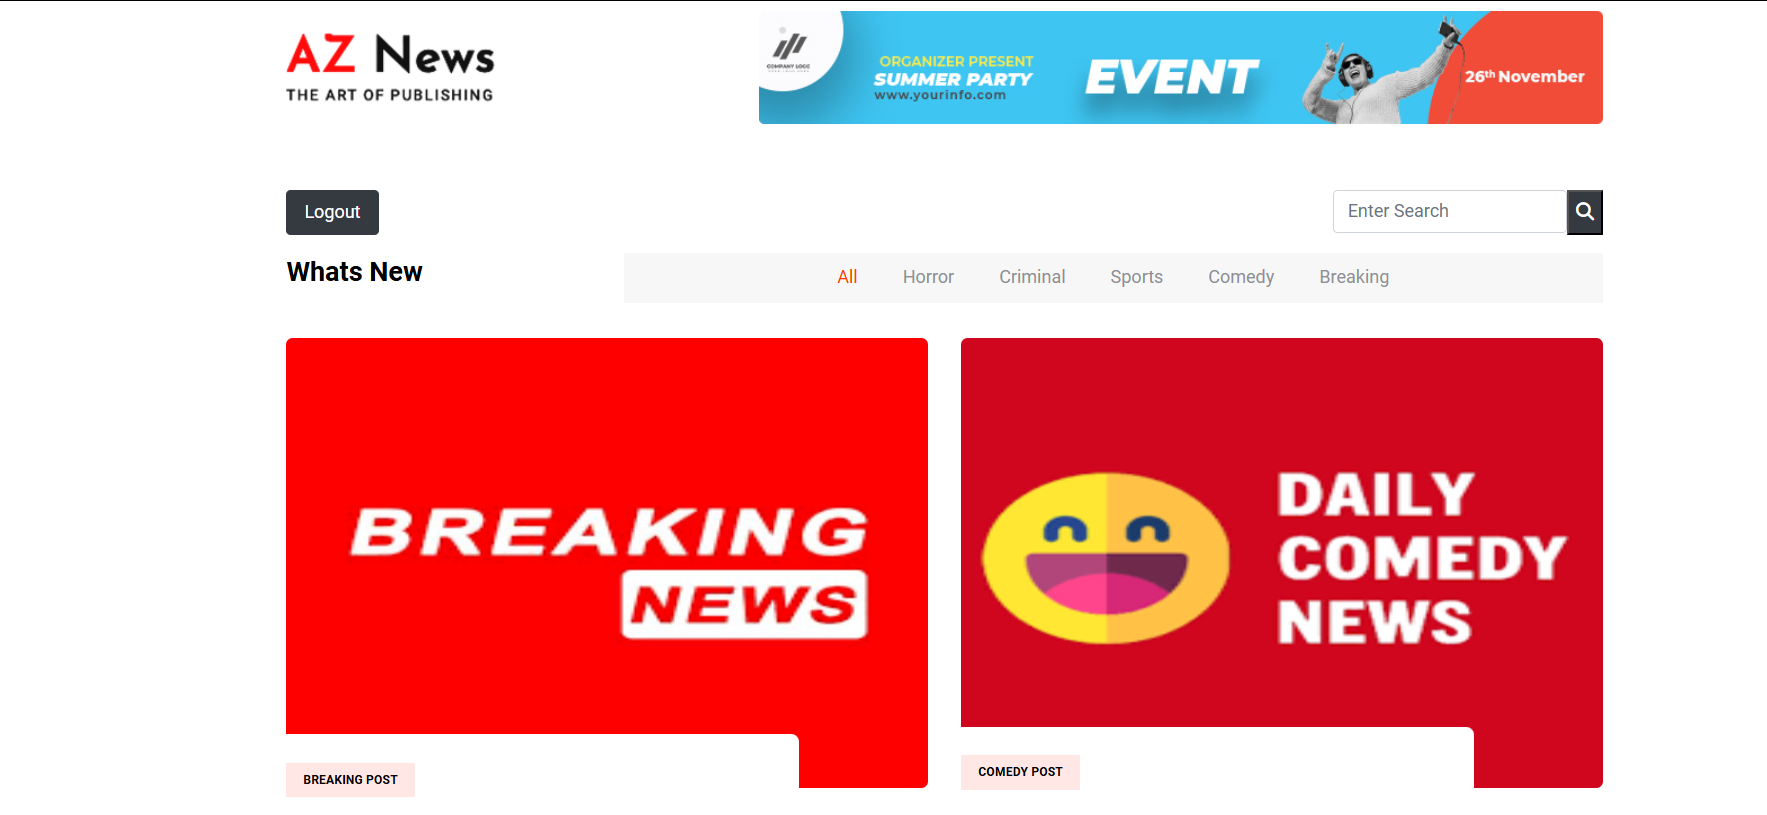 AZ News
THE ART OF PUBLISHING
COMPANY LOGO
ORGANIZER PRESENT
SUMMER PARTY
www.yourinfo.com
EVENT
26th November
Logout
Enter Search
Whats New
All
Horror
Criminal
Sports
Comedy
Breaking
BREAKING
NEWS
DAILY
COMEDY
NEWS
BREAKING POST
COMEDY POST